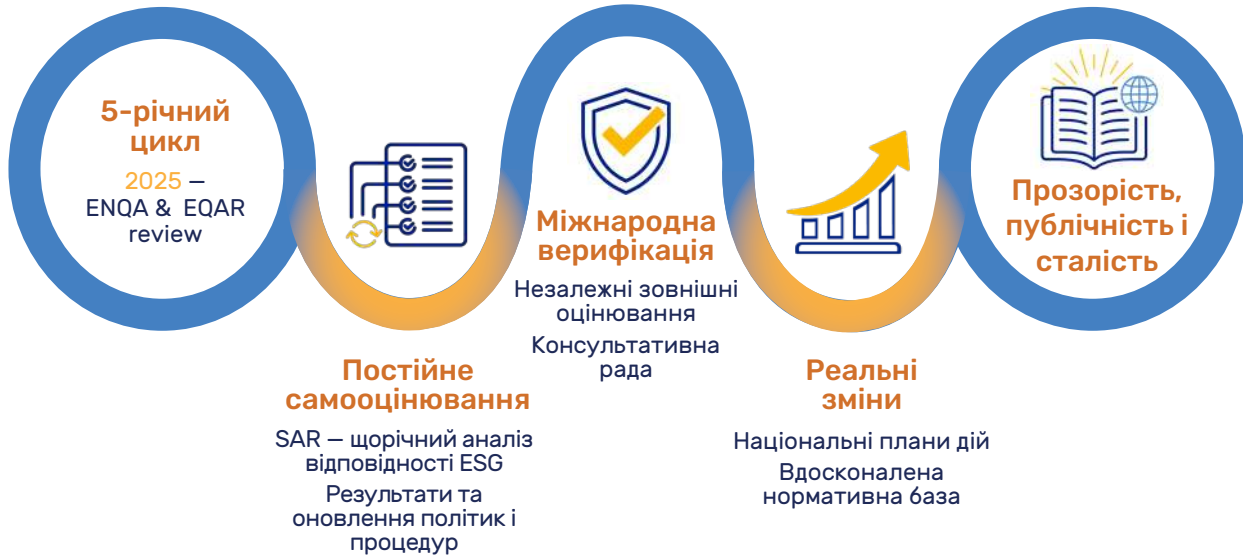 5-річний
цикл
2025 —
ENQA & EQAR
review
Постійне
самооцінювання
SAR — щорічний аналіз
відповідності ESG
Результати та
оновлення політик і
процедур
Міжнародна
верифікація
Незалежні зовнішні
оцінювання
Консультативна
рада
Реальні
зміни
Національні плани дій
Вдосконалена
нормативна база
Прозорість,
публічність і
сталість